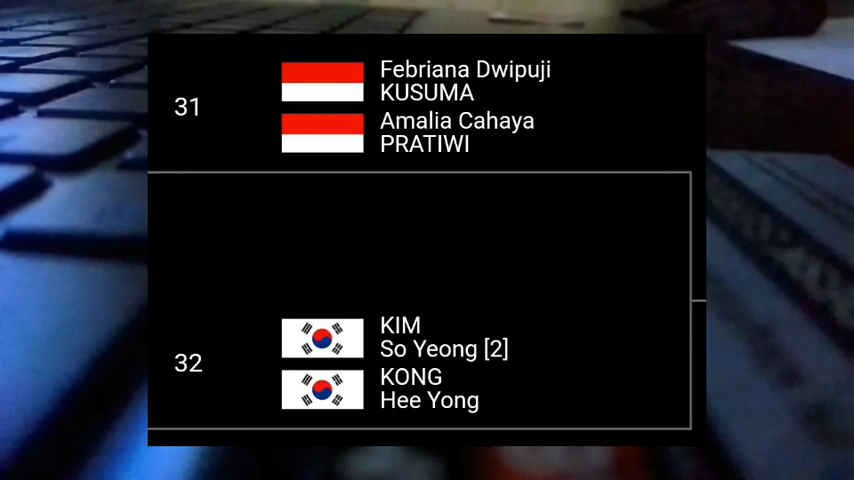 31
Febriana Dwipuji
KUSUMA
Amalia Cahaya
PRATIWI
32
KIM
So Yeong [2]
KONG
Hee Yong